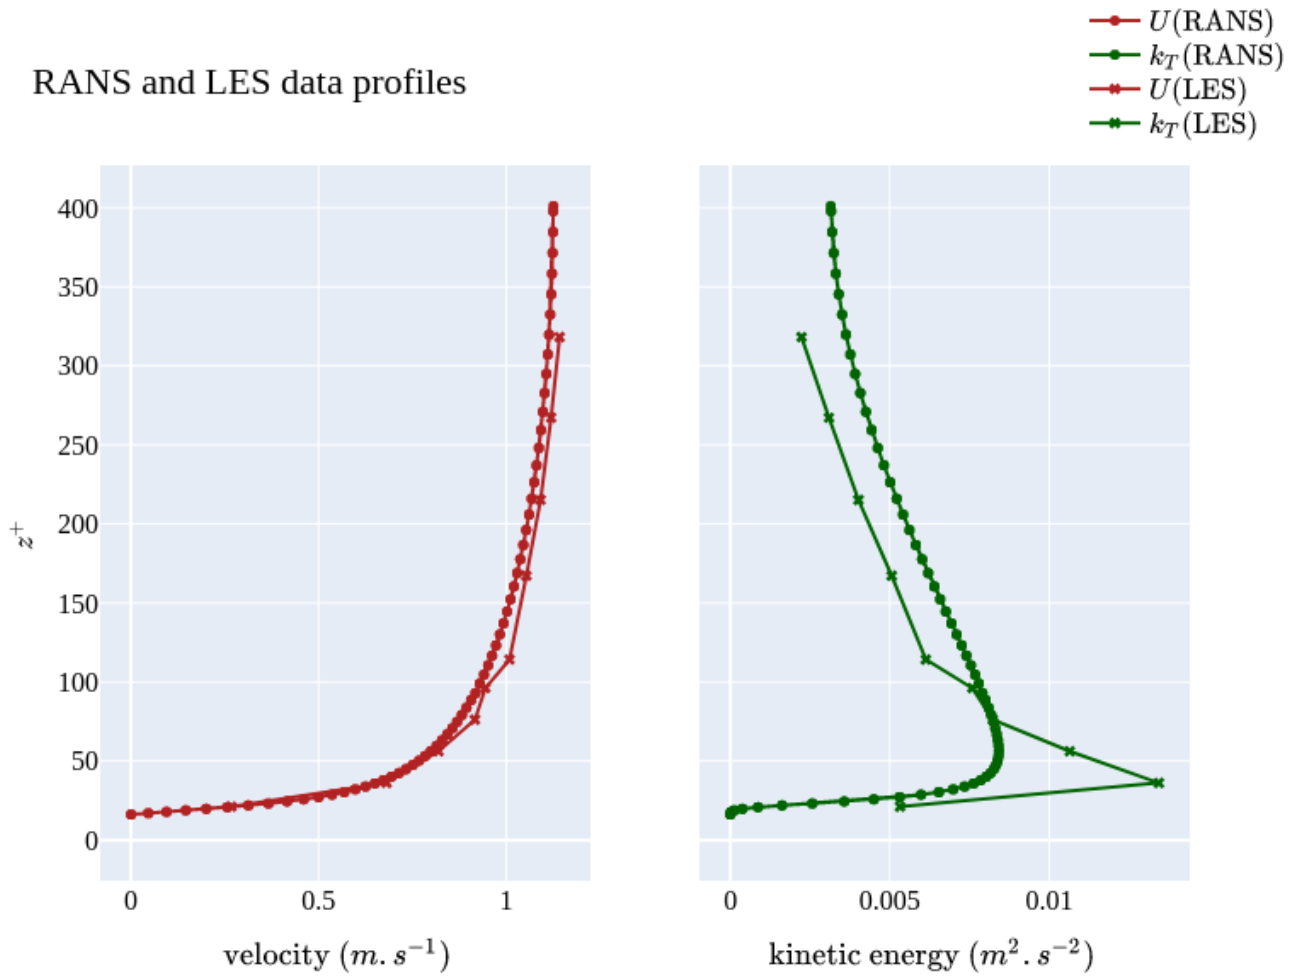 U(RANS)
k_T(RANS)
U(LES)
k_T(LES)
RANS and LES data profiles
z⁺
400
350
300
250
200
150
100
50
0
0 0.5 1
0 0.005 0.01
velocity (m.s⁻¹)
kinetic energy (m².s⁻²)